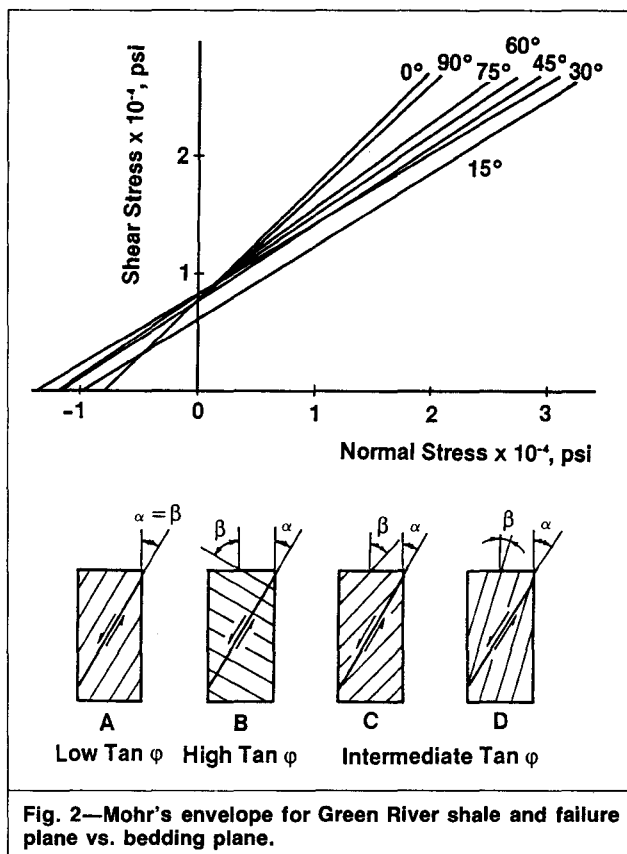 Shear Stress x 10⁻⁴, psi
2
1
0° 90° 75° 60° 45° 30°
15°
-1 0 1 2 3
Normal Stress x 10⁻⁴, psi
α = β
β α
β α
β α
A B C D
Low Tan φ High Tan φ Intermediate Tan φ
Fig. 2—Mohr's envelope for Green River shale and failure
plane vs. bedding plane.